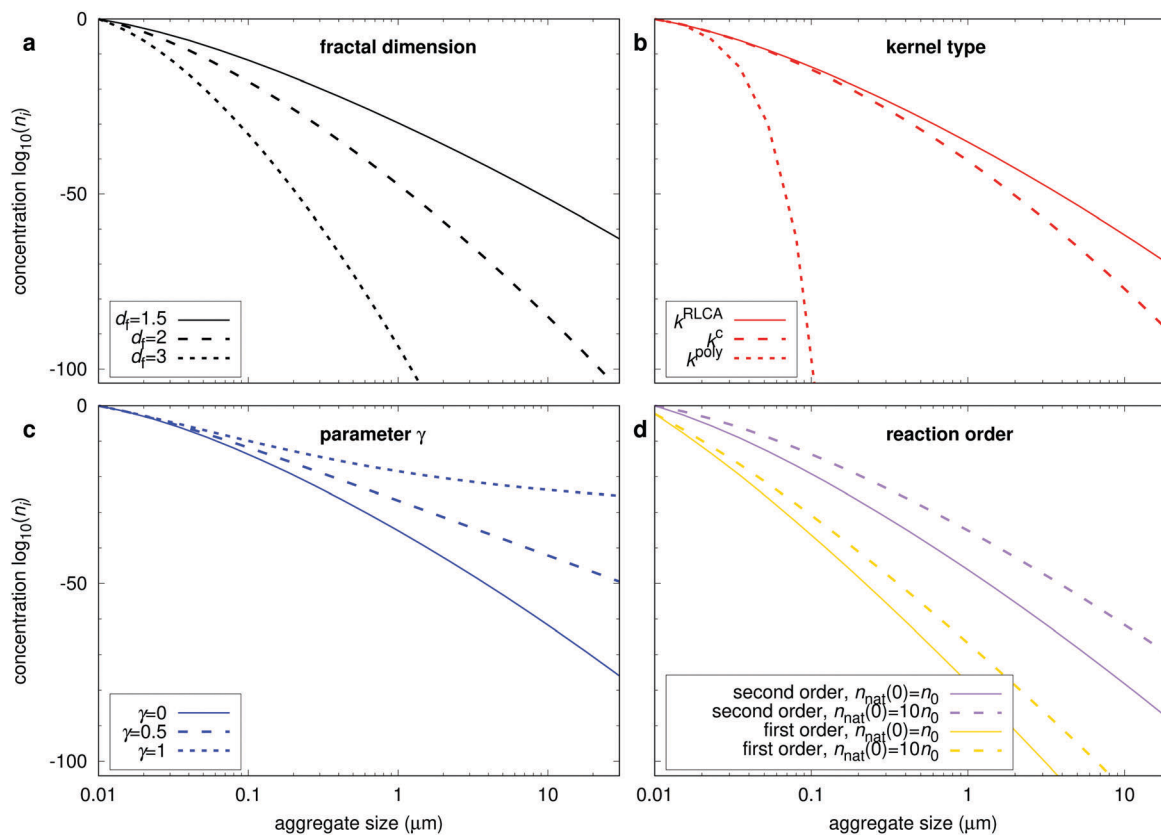 a
fractal dimension
concentration log10(ni)
0
-50
-100
df=1.5
df=2
df=3
b
kernel type
kRLCA
kc
kpoly
c
parameter γ
concentration log10(ni)
0
-50
-100
γ=0
γ=0.5
γ=1
0.01 0.1 1 10
aggregate size (μm)
d
reaction order
second order, nnat(0)=n0
second order, nnat(0)=10n0
first order, nnat(0)=n0
first order, nnat(0)=10n0
0.01 0.1 1 10
aggregate size (μm)